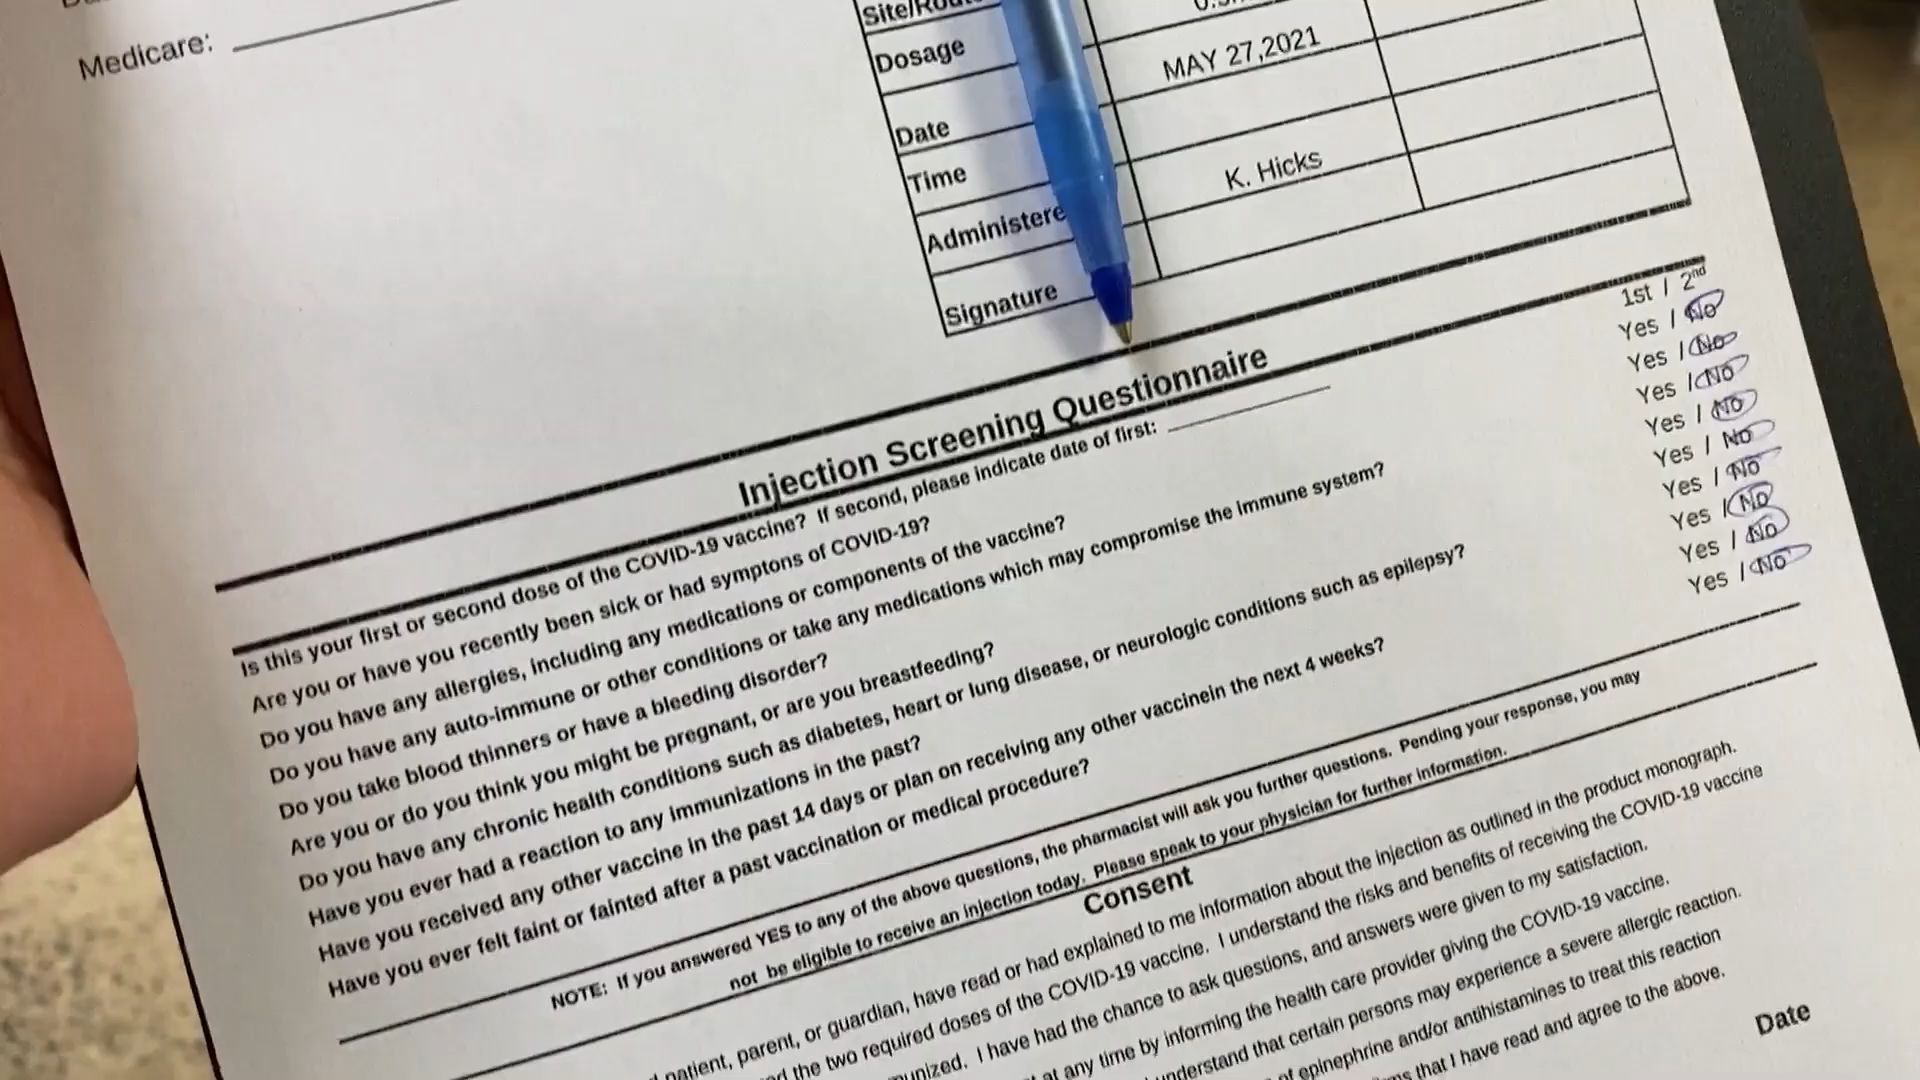 Medicare:
Dosage
MAY 27,2021
Date
Time
K. Hicks
Administere
Signature
Injection Screening Questionnaire
Is this your first or second dose of the COVID-19 vaccine? If second, please indicate date of first: 1st / 2nd
Are you or have you recently been sick or had symptons of COVID-19? Yes / No
Do you have any allergies, including any medications or components of the vaccine? Yes / No
Do you have any auto-immune or other conditions or take any medications which may compromise the immune system? Yes / No
Do you take blood thinners or have a bleeding disorder? Yes / No
Are you or do you think you might be pregnant, or are you breastfeeding? Yes / No
Do you have any chronic health conditions such as diabetes, heart or lung disease, or neurologic conditions such as epilepsy? Yes / No
Have you ever had a reaction to any immunizations in the past? Yes / No
Have you received any other vaccine in the past 14 days or plan on receiving any other vaccinein the next 4 weeks? Yes / No
Have you ever felt faint or fainted after a past vaccination or medical procedure? Yes / No
NOTE: If you answered YES to any of the above questions, the pharmacist will ask you further questions. Pending your response, you may
not be eligible to receive an injection today. Please speak to your physician for further information.
Consent
patient, parent, or guardian, have read or had explained to me information about the injection as outlined in the product monograph.
the two required doses of the COVID-19 vaccine. I understand the risks and benefits of receiving the COVID-19 vaccine
I have had the chance to ask questions, and answers were given to my satisfaction.
at any time by informing the health care provider giving the COVID-19 vaccine.
understand that certain persons may experience a severe allergic reaction.
of epinephrine and/or antihistamines to treat this reaction
that I have read and agree to the above.
Date